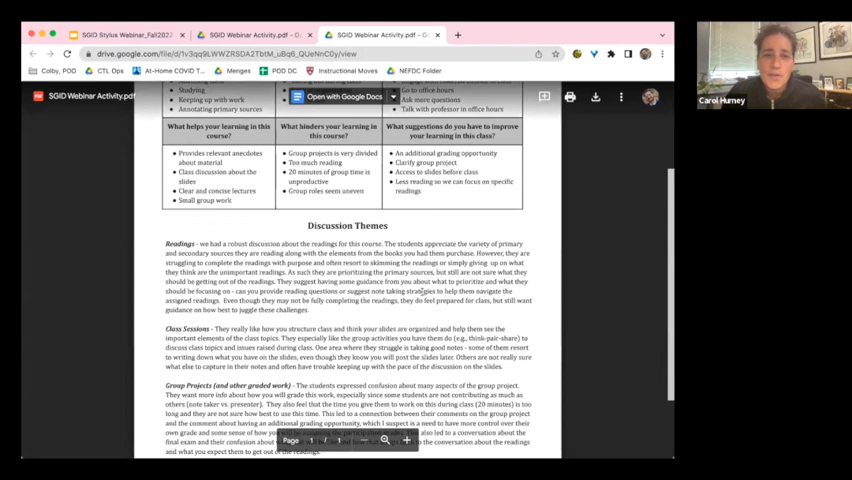 SGID Stylus Webinar_Fall2022
SGID Webinar Activity.pdf - Goo
SGID Webinar Activity.pdf - Goo
drive.google.com/file/d/1v3qq9LWZRSDA2TbtM_uBq6_QUeNnC0y/view
Colby, POD
CTL Ops
At-Home COVID T...
Menges
POD DC
Instructional Moves
NEFDC Folder
SGID Webinar Activity.pdf
Open with Google Docs
Studying
Keeping up with work
Annotating primary sources
Go to office hours
Ask more questions
Talk with professor in office hours
What helps your learning in this course?
What hinders your learning in this course?
What suggestions do you have to improve your learning in this class?
Provides relevant anecdotes
about material
Class discussion about the
slides
Clear and concise lectures
Small group work
Group projects is very divided
Too much reading
20 minutes of group time is
unproductive
Group roles seem uneven
An additional grading opportunity
Clarify group project
Access to slides before class
Less reading so we can focus on specific
readings
Discussion Themes
Readings - we had a robust discussion about the readings for this course. The students appreciate the variety of primary
and secondary sources they are reading along with the elements from the books you had them purchase. However, they are
struggling to complete the readings with purpose and often resort to skimming the readings or simply giving up on what
they think are the unimportant readings. As such they are prioritizing the primary sources, but still are not sure what they
should be getting out of the readings. They suggest having some guidance from you about what to prioritize and what they
should be focusing on - can you provide reading questions or suggest note taking strategies to help them navigate the
assigned readings. Even though they may not be fully completing the readings, they do feel prepared for class, but still want
guidance on how best to juggle these challenges.
Class Sessions - They really like how you structure class and think your slides are organized and help them see the
important elements of the class topics. They especially like the group activities you have them do (e.g., think-pair-share) to
discuss class topics and issues raised during class. One area where they struggle is taking good notes - some of them resort
to writing down what you have on the slides, even though they know you will post the slides later. Others are not really sure
what else to capture in their notes and often have trouble keeping up with the pace of the discussion on the slides.
Group Projects (and other graded work) - The students expressed confusion about many aspects of the group project.
They want more info about how you will grade this work, especially since some students are not contributing as much as
others (note taker vs. presenter). They also feel that the time you give them to work on this during class (20 minutes) is too
long and they are not sure how best to use this time. This led to a connection between their comments on the group project
and the comment about having an additional grading opportunity, which I suspect is a need to have more control over their
own grade and some sense of how
also led to a conversation about the
final exam and their confusion about
to the conversation about the readings
and what you expect them to get out of the readings.
Page 1 / 1
Carol Hurney